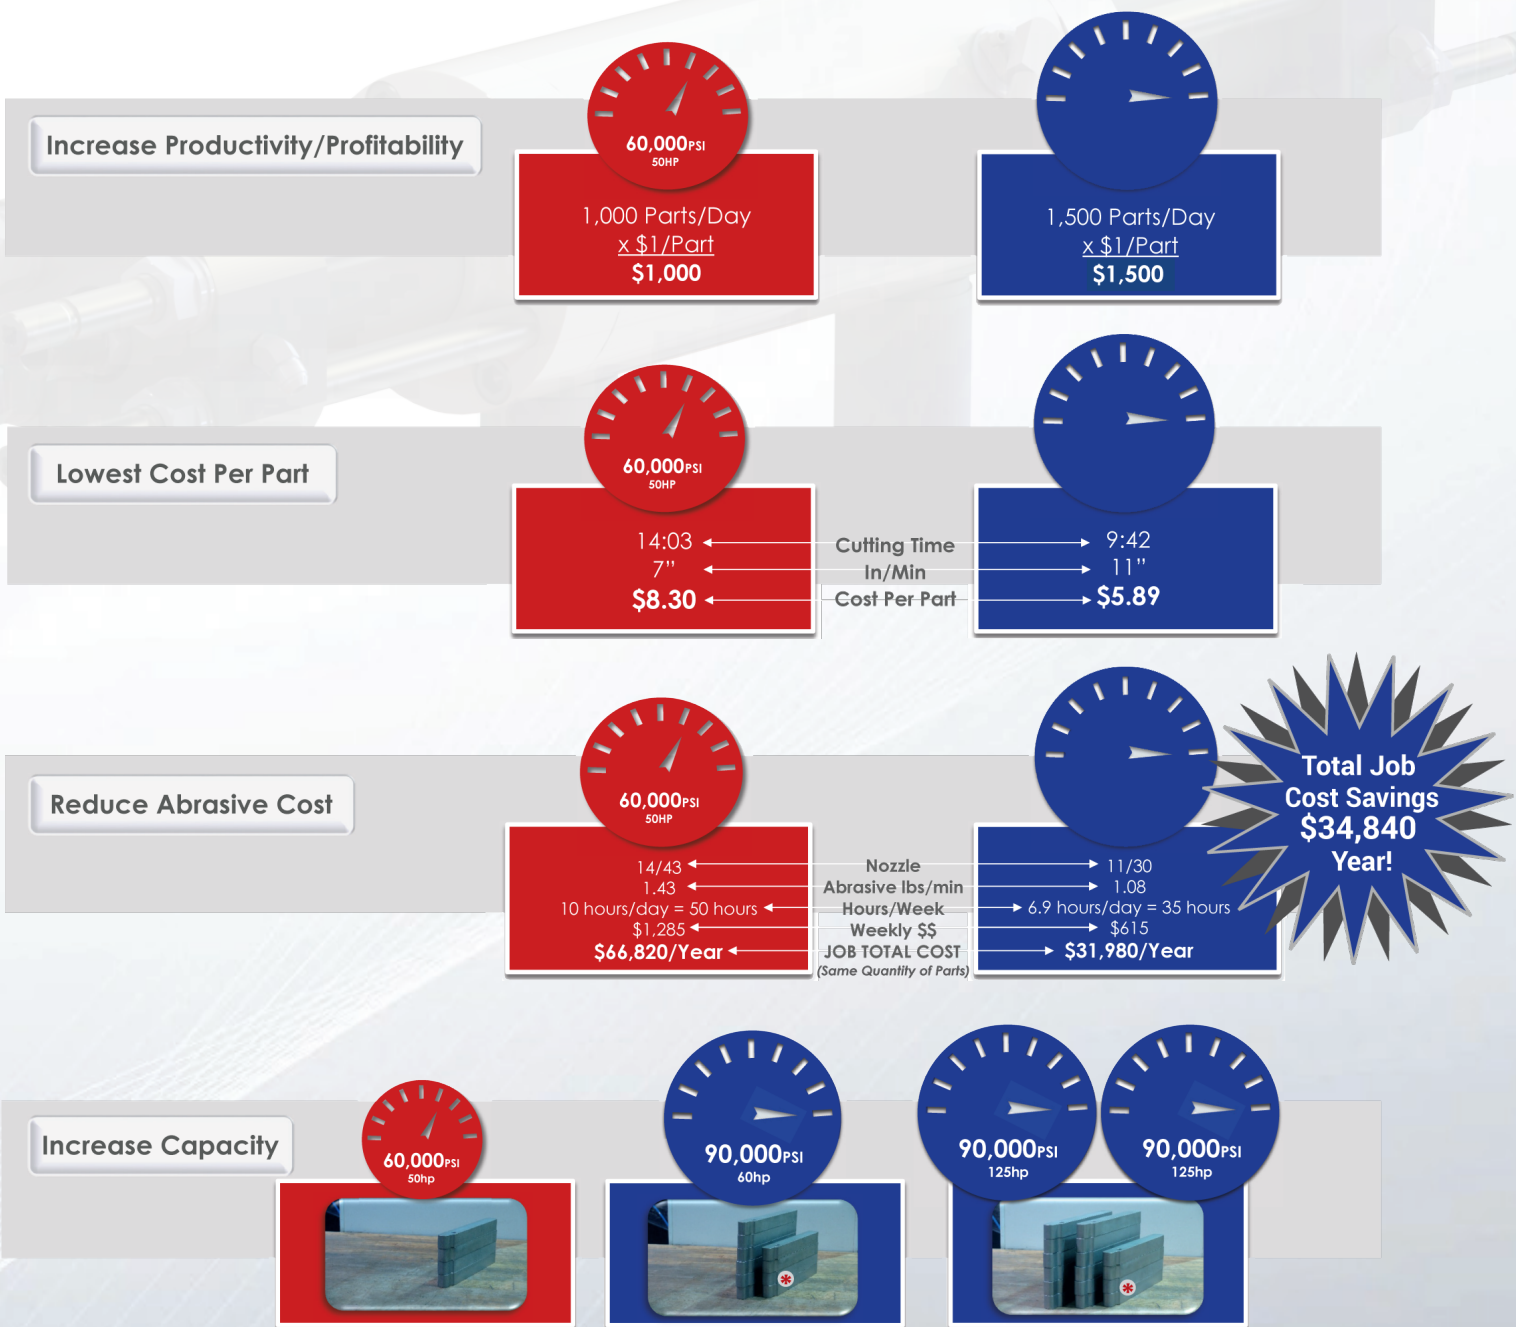 Increase Productivity/Profitability
60,000PSI
50HP
1,000 Parts/Day
x $1/Part
$1,000
1,500 Parts/Day
x $1/Part
$1,500
Lowest Cost Per Part
60,000PSI
50HP
14:03 Cutting Time 9:42
7” In/Min 11”
$8.30 Cost Per Part $5.89
Reduce Abrasive Cost
60,000PSI
50HP
14/43 Nozzle 11/30
1.43 Abrasive lbs/min 1.08
10 hours/day = 50 hours Hours/Week 6.9 hours/day = 35 hours
$1,285 Weekly $$ $615
$66,820/Year JOB TOTAL COST $31,980/Year
(Same Quantity of Parts)
Total Job
Cost Savings
$34,840
Year!
Increase Capacity
60,000PSI
50hp
90,000PSI
60hp
90,000PSI
125hp
90,000PSI
125hp
*
*